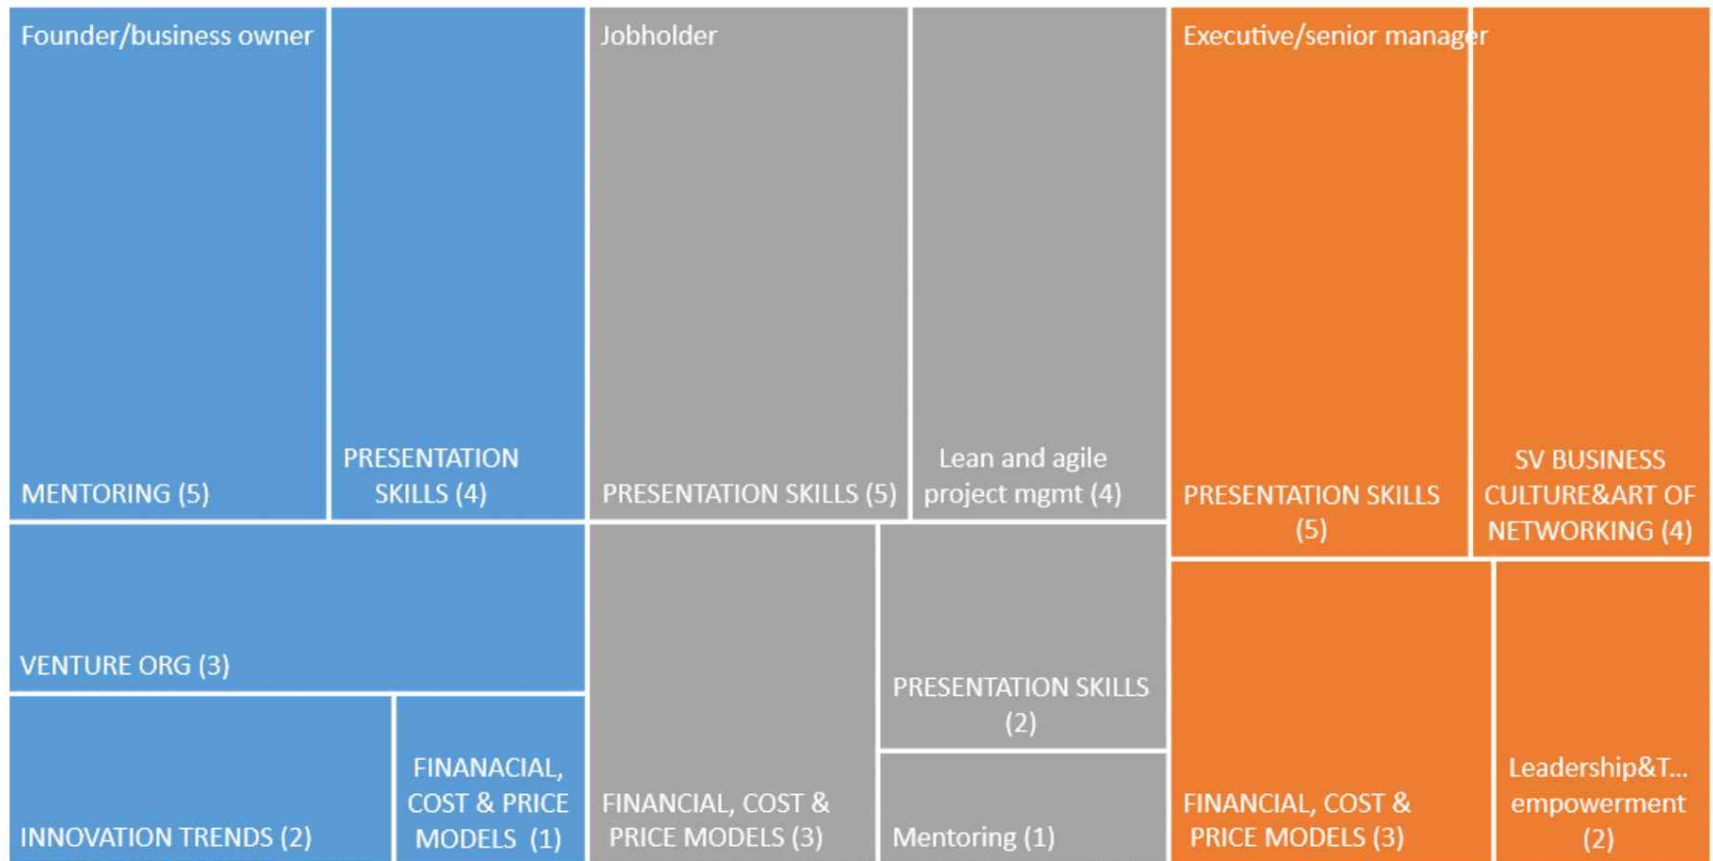 Founder/business owner
MENTORING (5)
PRESENTATION
SKILLS (4)
VENTURE ORG (3)
INNOVATION TRENDS (2)
FINANACIAL,
COST & PRICE
MODELS (1)
Jobholder
PRESENTATION SKILLS (5)
Lean and agile
project mgmt (4)
FINANCIAL, COST &
PRICE MODELS (3)
PRESENTATION SKILLS
(2)
Mentoring (1)
Executive/senior manager
PRESENTATION SKILLS
(5)
SV BUSINESS
CULTURE&ART OF
NETWORKING (4)
FINANCIAL, COST &
PRICE MODELS (3)
Leadership&T...
empowerment
(2)